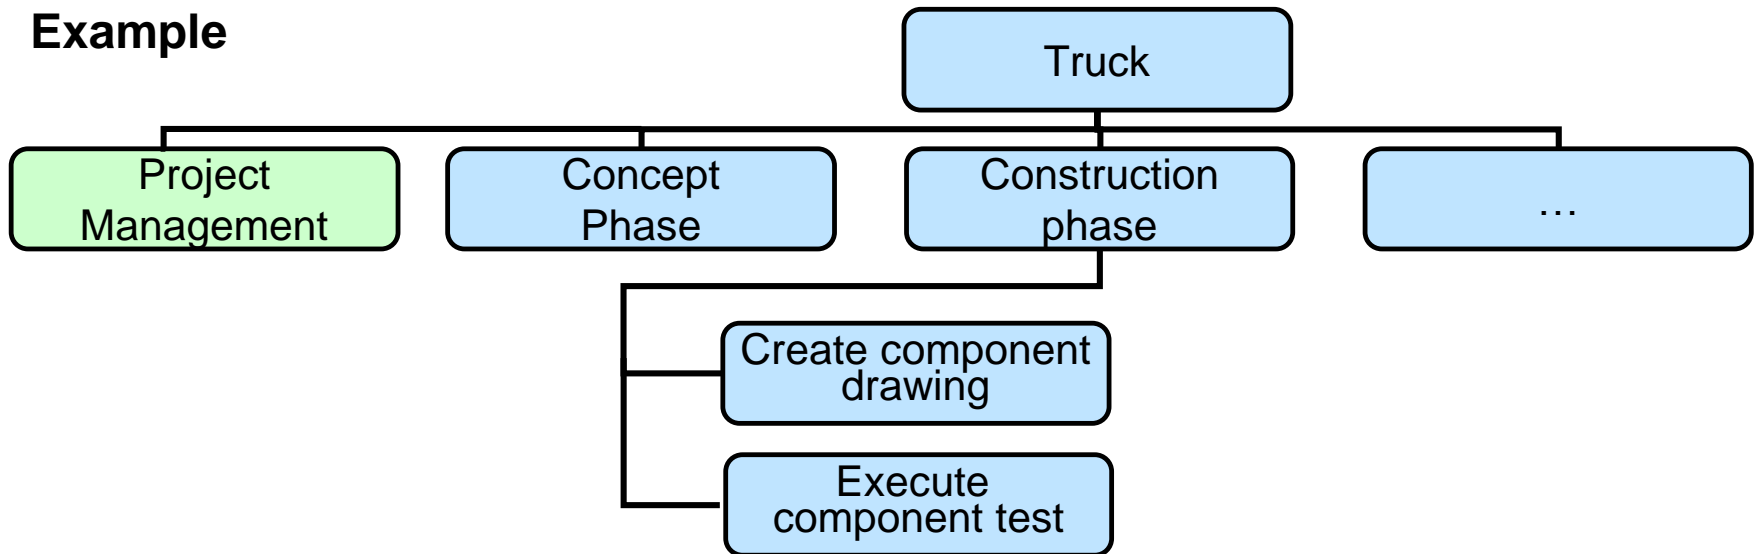 Example
Truck
Project
Management
Concept
Phase
Construction
phase
…
Create component
drawing
Execute
component test